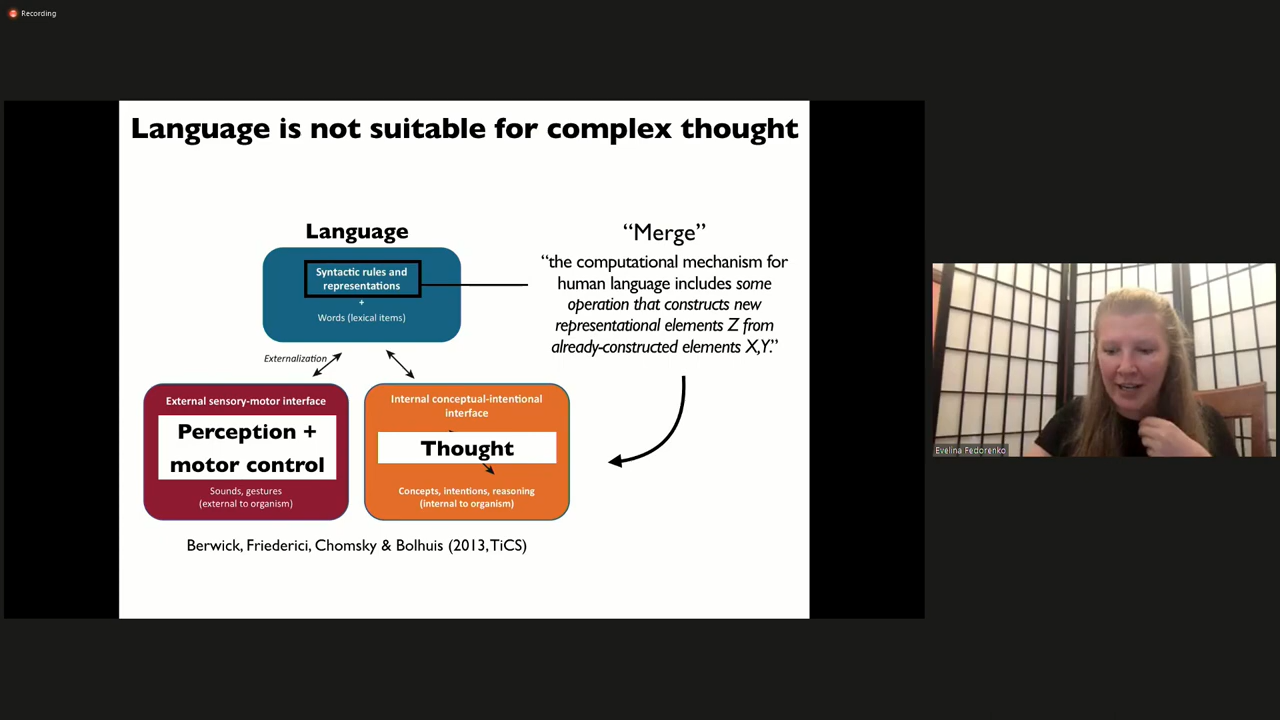 Recording
Language is not suitable for complex thought
Language
Syntactic rules and
representations
+
Words (lexical items)
“Merge”
“the computational mechanism for
human language includes some
operation that constructs new
representational elements Z from
already-constructed elements X,Y.”
Externalization
External sensory-motor interface
Perception +
motor control
Sounds, gestures
(external to organism)
Internal conceptual-intentional
interface
Thought
Concepts, intentions, reasoning
(internal to organism)
Berwick, Friederici, Chomsky & Bolhuis (2013, TiCS)
Evelina Fedorenko